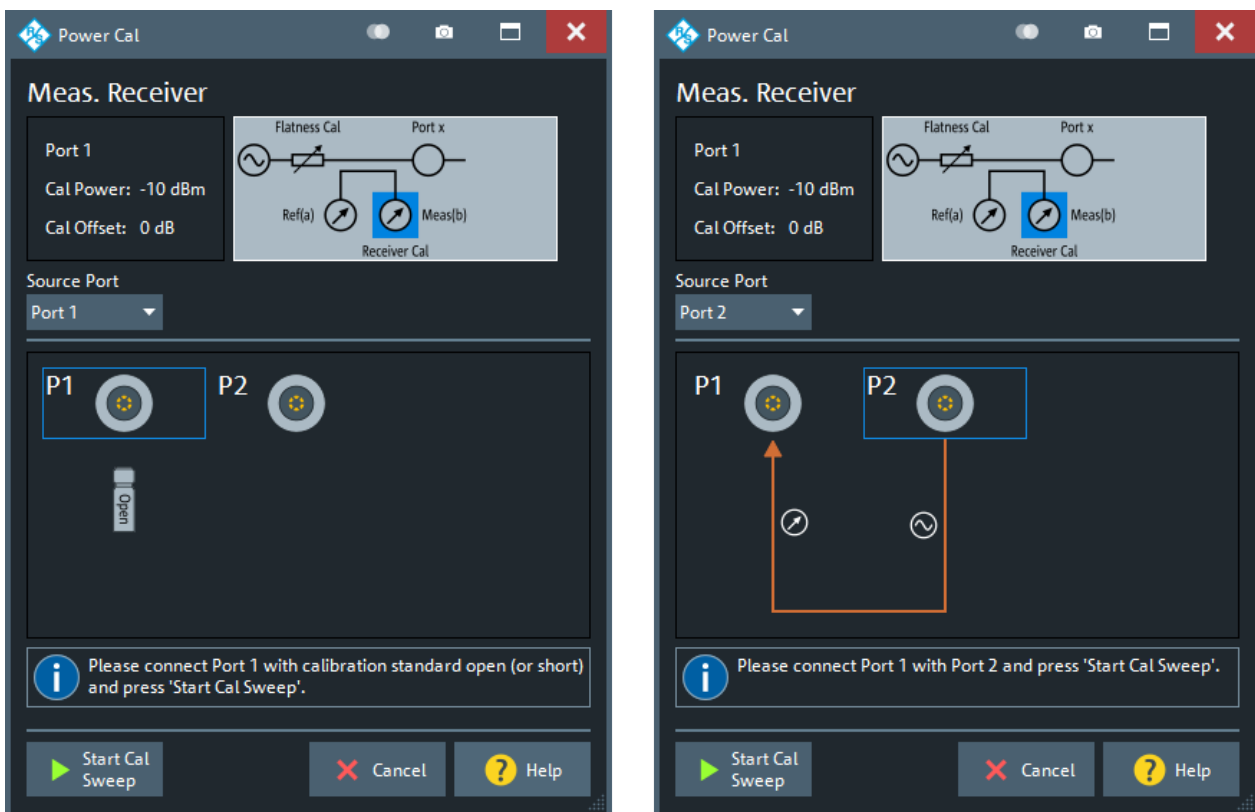 Power Cal
Meas. Receiver
Port 1
Cal Power: -10 dBm
Cal Offset: 0 dB
Flatness Cal
Port x
Ref(a)
Meas(b)
Receiver Cal
Source Port
Port 1
P1
P2
Open
Please connect Port 1 with calibration standard open (or short)
and press 'Start Cal Sweep'.
Start Cal
Sweep
Cancel
? Help
Power Cal
Meas. Receiver
Port 1
Cal Power: -10 dBm
Cal Offset: 0 dB
Flatness Cal
Port x
Ref(a)
Meas(b)
Receiver Cal
Source Port
Port 2
P1
P2
Please connect Port 1 with Port 2 and press 'Start Cal Sweep'.
Start Cal
Sweep
Cancel
? Help